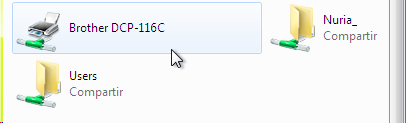 Brother DCP-116C
Nuria_
Compartir
Users
Compartir